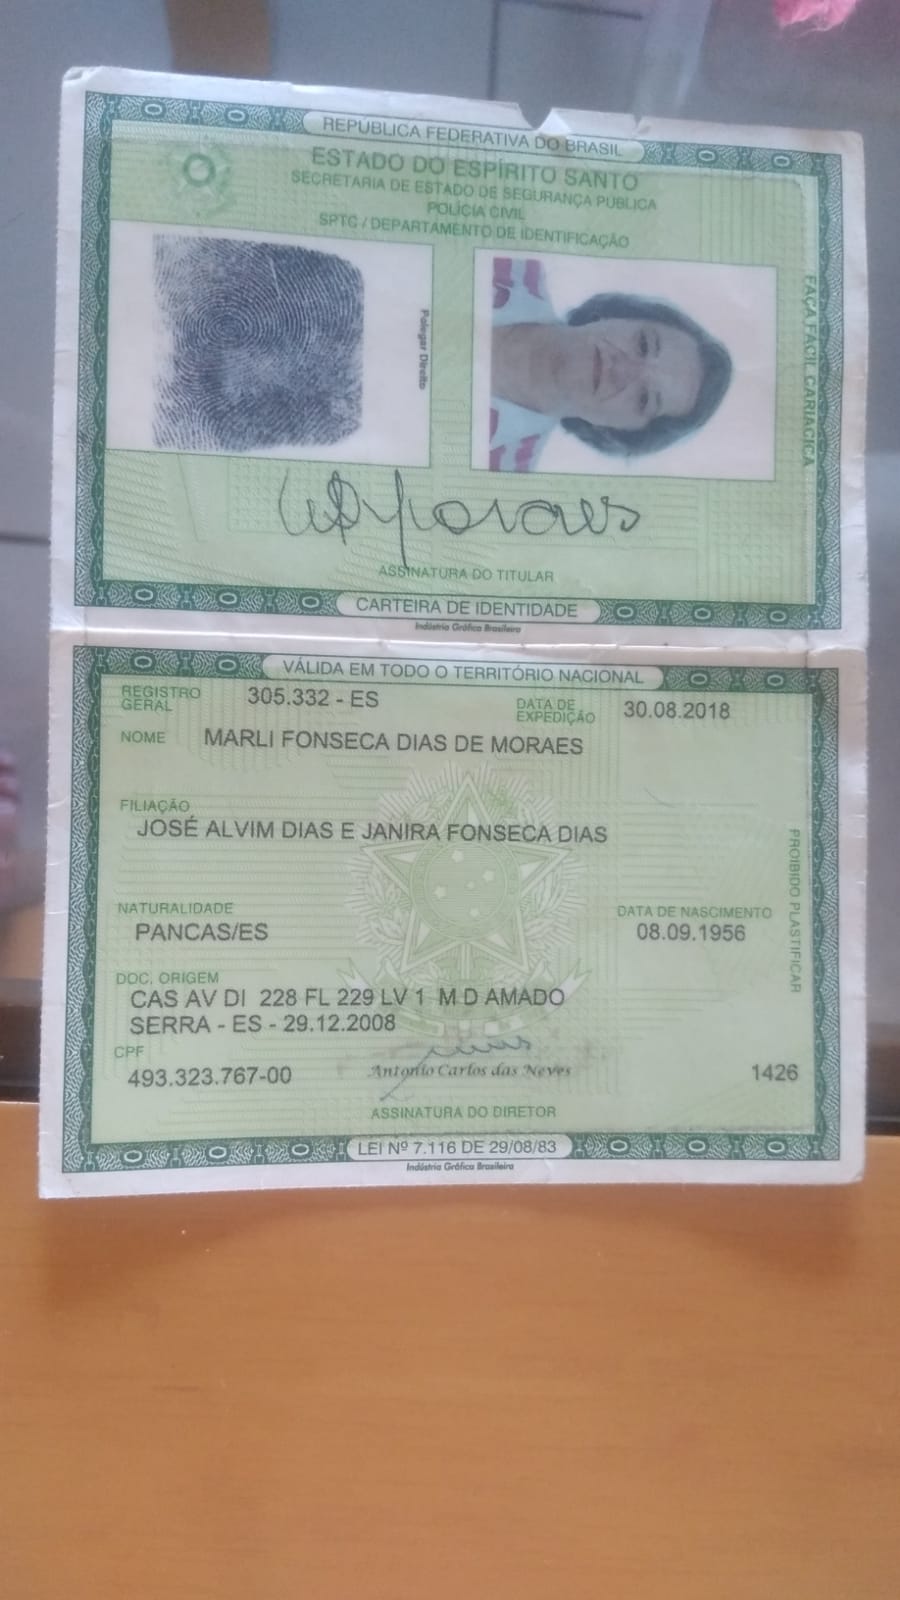 REPÚBLICA FEDERATIVA DO BRASIL
ESTADO DO ESPÍRITO SANTO
SECRETARIA DE ESTADO DE SEGURANÇA PÚBLICA
POLÍCIA CIVIL
SPTC / DEPARTAMENTO DE IDENTIFICAÇÃO
Polegar Direito
FAÇA FÁCIL CARIACICA
Moraes
ASSINATURA DO TITULAR
CARTEIRA DE IDENTIDADE
Indústria Gráfica Brasileira
VÁLIDA EM TODO O TERRITÓRIO NACIONAL
REGISTRO GERAL 305.332 - ES DATA DE EXPEDIÇÃO 30.08.2018
NOME MARLI FONSECA DIAS DE MORAES
FILIAÇÃO
JOSÉ ALVIM DIAS E JANIRA FONSECA DIAS
PROIBIDO PLASTIFICAR
NATURALIDADE DATA DE NASCIMENTO
PANCAS/ES 08.09.1956
DOC. ORIGEM
CAS AV DI 228 FL 229 LV 1 M D AMADO
SERRA - ES - 29.12.2008
CPF
493.323.767-00 Antonio Carlos das Neves 1426
ASSINATURA DO DIRETOR
LEI Nº 7.116 DE 29/08/83
Indústria Gráfica Brasileira